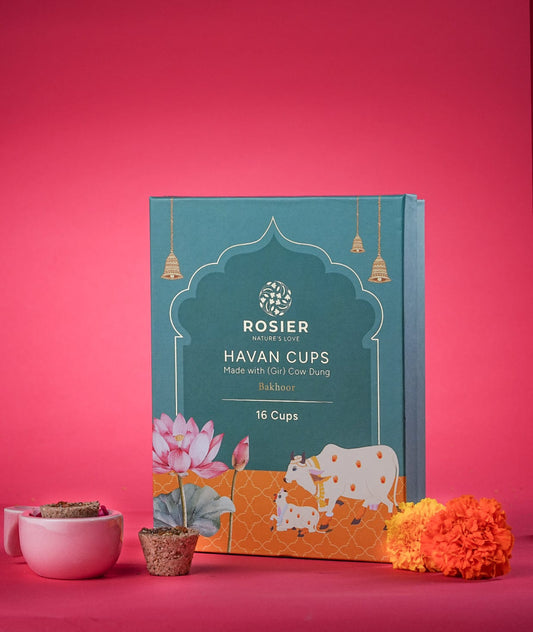 ROSIER
NATURE'S LOVE
HAVAN CUPS
Made with (Gir) Cow Dung
Bakhoor
16 Cups